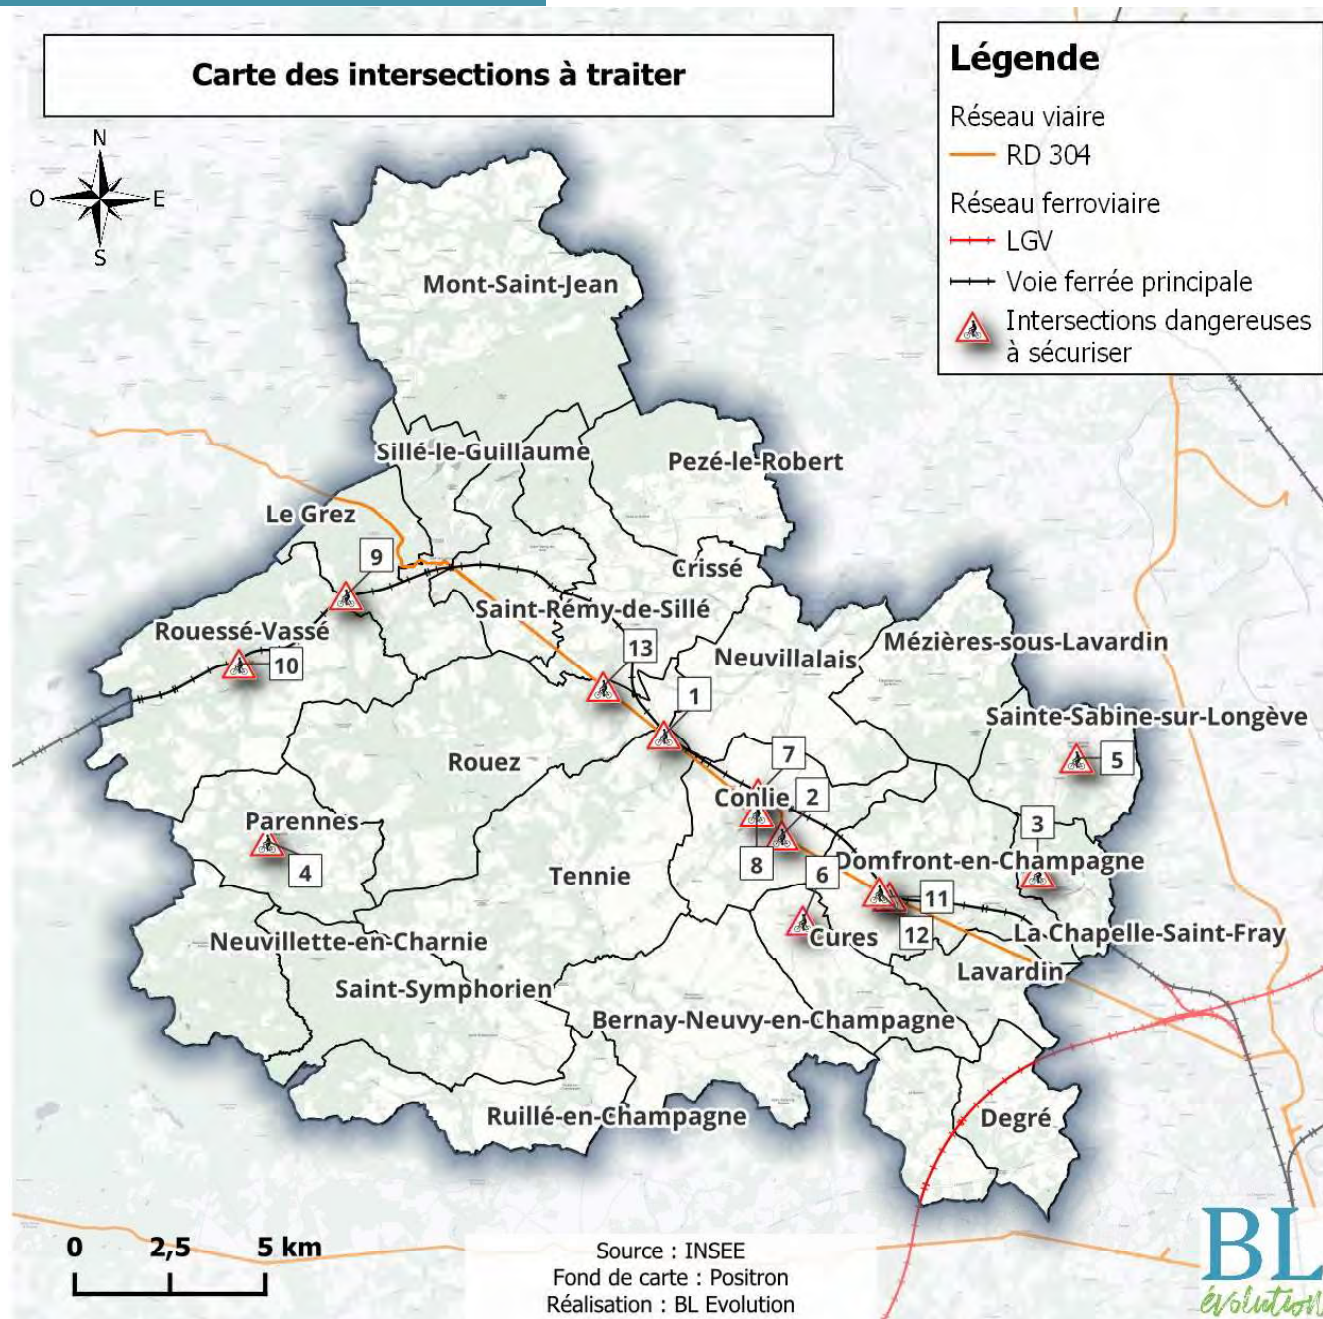 Carte des intersections à traiter
Légende
Réseau viaire
RD 304
Réseau ferroviaire
LGV
Voie ferrée principale
Intersections dangereuses
à sécuriser
N
O
E
S
Mont-Saint-Jean
Sillé-le-Guillaume
Pezé-le-Robert
Le Grez
9
Crissé
Saint-Rémy-de-Sillé
Rouessé-Vassé
10
13
Neuvillalais
Mézières-sous-Lavardin
1
Sainte-Sabine-sur-Longève
5
Rouez
7
Conlie
2
Parennes
3
4
8
6
Domfront-en-Champagne
Tennie
11
12
Cures
La Chapelle-Saint-Fray
Neuvillette-en-Charnie
Lavardin
Saint-Symphorien
Bernay-Neuvy-en-Champagne
Ruillé-en-Champagne
Degré
0
2,5
5 km
Source : INSEE
Fond de carte : Positron
Réalisation : BL Evolution
BL
évolution